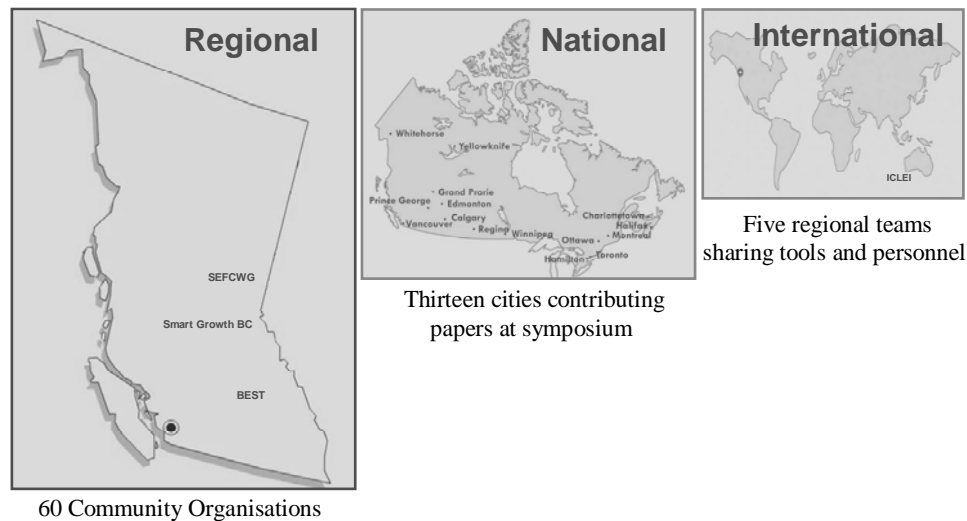 Regional
SEFCWG
Smart Growth BC
BEST
60 Community Organisations
National
Whitehorse
Yellowknife
Grand Prarie
Prince George
Edmonton
Calgary
Vancouver
Regina
Winnipeg
Charlottetown
Halifax
Montreal
Ottawa
Toronto
Hamilton
Thirteen cities contributing
papers at symposium
International
ICLEI
Five regional teams
sharing tools and personnel